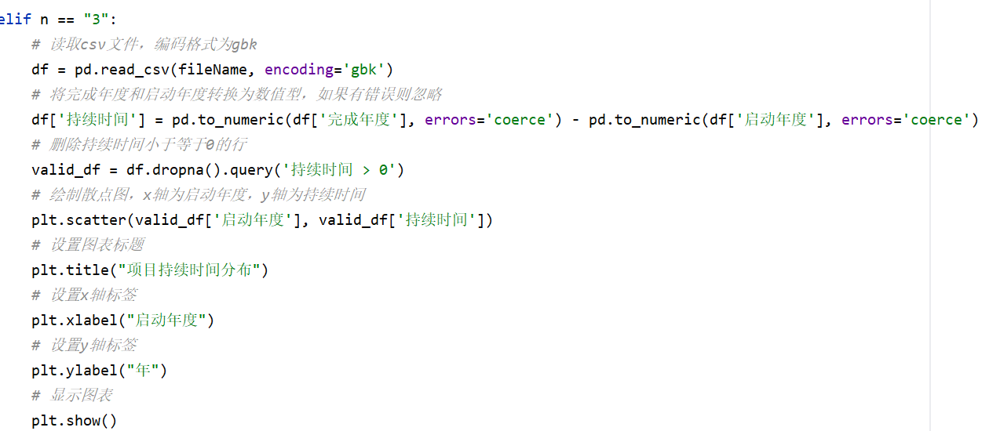 elif n == "3":
# 读取csv文件，编码格式为gbk
df = pd.read_csv(fileName, encoding='gbk')
# 将完成年度和启动年度转换为数值型，如果有错误则忽略
df['持续时间'] = pd.to_numeric(df['完成年度'], errors='coerce') - pd.to_numeric(df['启动年度'], errors='coerce')
# 删除持续时间小于等于0的行
valid_df = df.dropna().query('持续时间 > 0')
# 绘制散点图，x轴为启动年度，y轴为持续时间
plt.scatter(valid_df['启动年度'], valid_df['持续时间'])
# 设置图表标题
plt.title("项目持续时间分布")
# 设置x轴标签
plt.xlabel("启动年度")
# 设置y轴标签
plt.ylabel("年")
# 显示图表
plt.show()